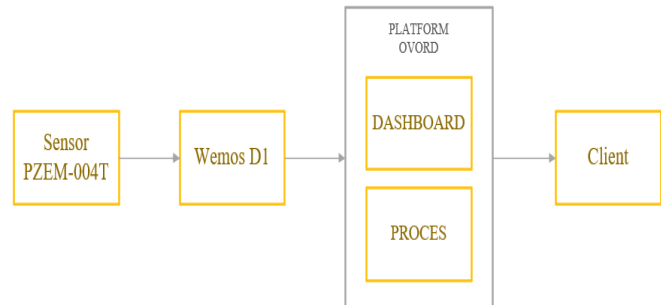 Sensor
PZEM-004T
Wemos D1
PLATFORM
OVORD
DASHBOARD
PROCES
Client